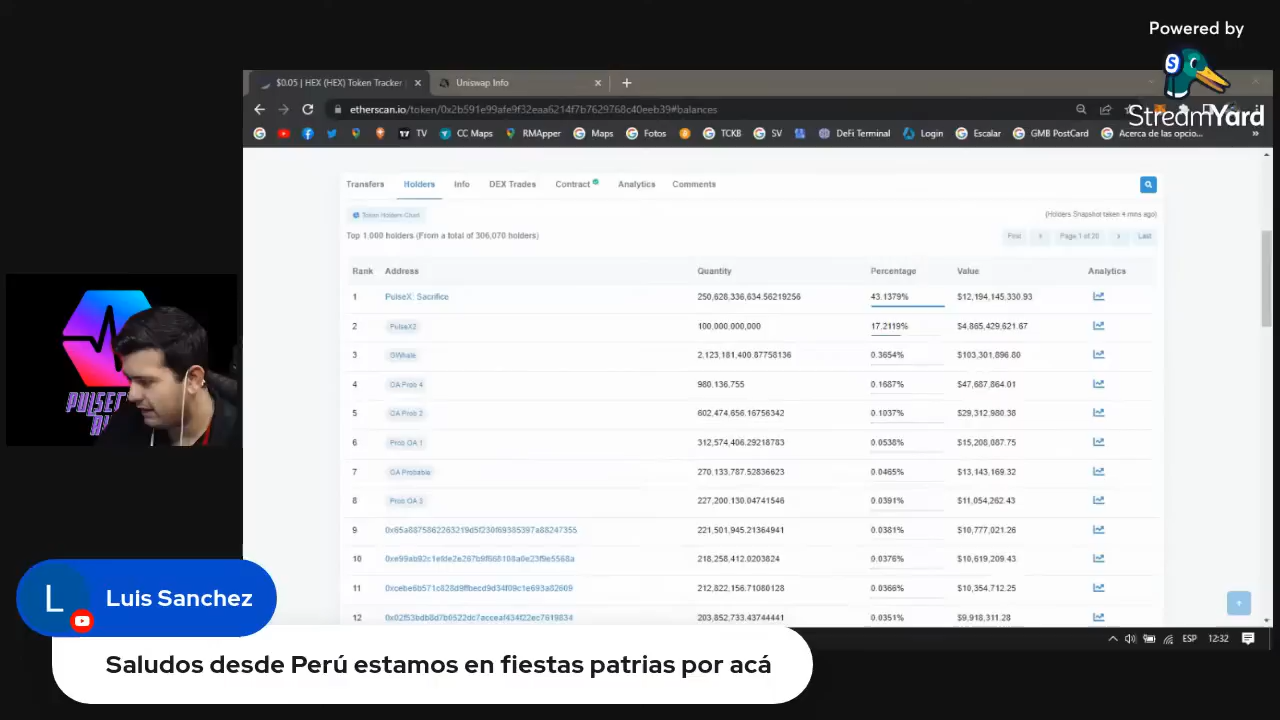 Powered by
StreamYard
$0.05 | HEX (HEX) Token Tracker
Uniswap Info
etherscan.io/token/0x2b591e99afe9f32eaa6214f7b7629768c40eeb39#balances
TV CC Maps RMApper Maps Fotos TCKB SV DeFi Terminal Login Escalar GMB PostCard Acerca de las opcio...
Transfers Holders Info DEX Trades Contract Analytics Comments
Token Holders Chart
(Holders Snapshot taken 4 mins ago)
Top 1,000 holders (From a total of 306,070 holders)
First Page 1 of 20 Last
Rank Address Quantity Percentage Value Analytics
1 PulseX: Sacrifice 250,628,336,634.56219256 43.1379% $12,194,145,330.93
2 PulseX2 100,000,000,000 17.2119% $4,865,429,621.67
3 GWhale 2,123,181,400.87758136 0.3654% $103,301,896.80
4 OA Prob 4 980,136,755 0.1687% $47,687,864.01
5 OA Prob 2 602,474,656.16756342 0.1037% $29,312,980.38
6 Prob OA 1 312,574,406.29218783 0.0538% $15,208,087.75
7 OA Probable 270,133,787.52836623 0.0465% $13,143,169.32
8 Prob OA 3 227,200,130.04741546 0.0391% $11,054,262.43
9 221,501,945.21364941 0.0381% $10,777,021.26
10 218,258,412.0203824 0.0376% $10,619,209.43
11 212,822,156.71080128 0.0366% $10,354,712.25
12 203,852,733.43744441 0.0351% $9,918,311.28
ESP 12:32
L Luis Sanchez
Saludos desde Perú estamos en fiestas patrias por acá